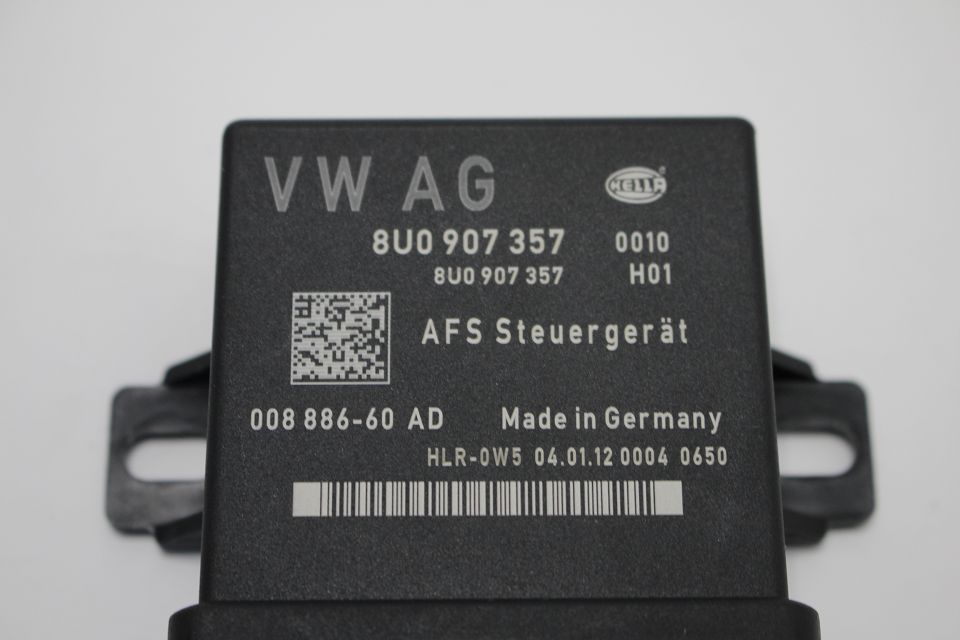 VW AG HELLA
8U0 907 357 0010
8U0 907 357 H01
AFS Steuergerät
008 886-60 AD Made in Germany
HLR-0W5 04.01.12 0004 0650